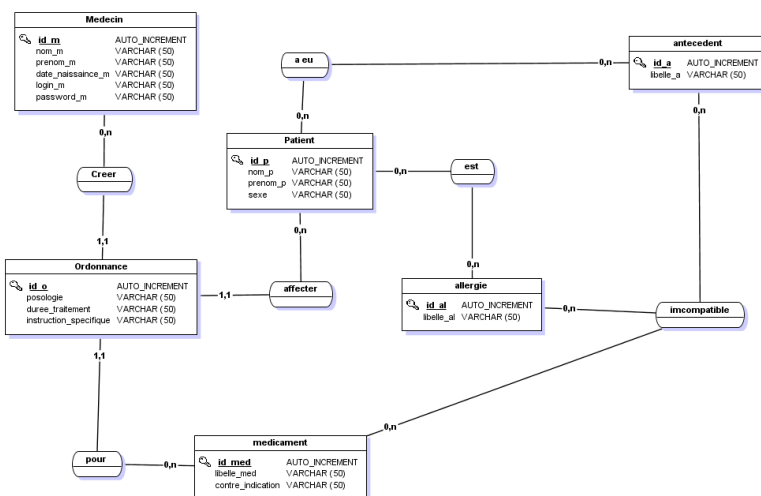 Medecin
id_m AUTO_INCREMENT
nom_m VARCHAR (50)
prenom_m VARCHAR (50)
date_naissance_m VARCHAR (50)
login_m VARCHAR (50)
password_m VARCHAR (50)
antecedent
id_a AUTO_INCREMENT
libelle_a VARCHAR (50)
a eu
0,n
0,n
0,n
0,n
Patient
id_p AUTO_INCREMENT
nom_p VARCHAR (50)
prenom_p VARCHAR (50)
sexe VARCHAR (50)
0,n
est
Creer
0,n
1,1
0,n
Ordonnance
id_o AUTO_INCREMENT
posologie VARCHAR (50)
duree_traitement VARCHAR (50)
instruction_specifique VARCHAR (50)
1,1
affecter
allergie
id_al AUTO_INCREMENT
libelle_al VARCHAR (50)
0,n
imcompatible
1,1
0,n
pour
0,n
medicament
id_med AUTO_INCREMENT
libelle_med VARCHAR (50)
contre_indication VARCHAR (50)